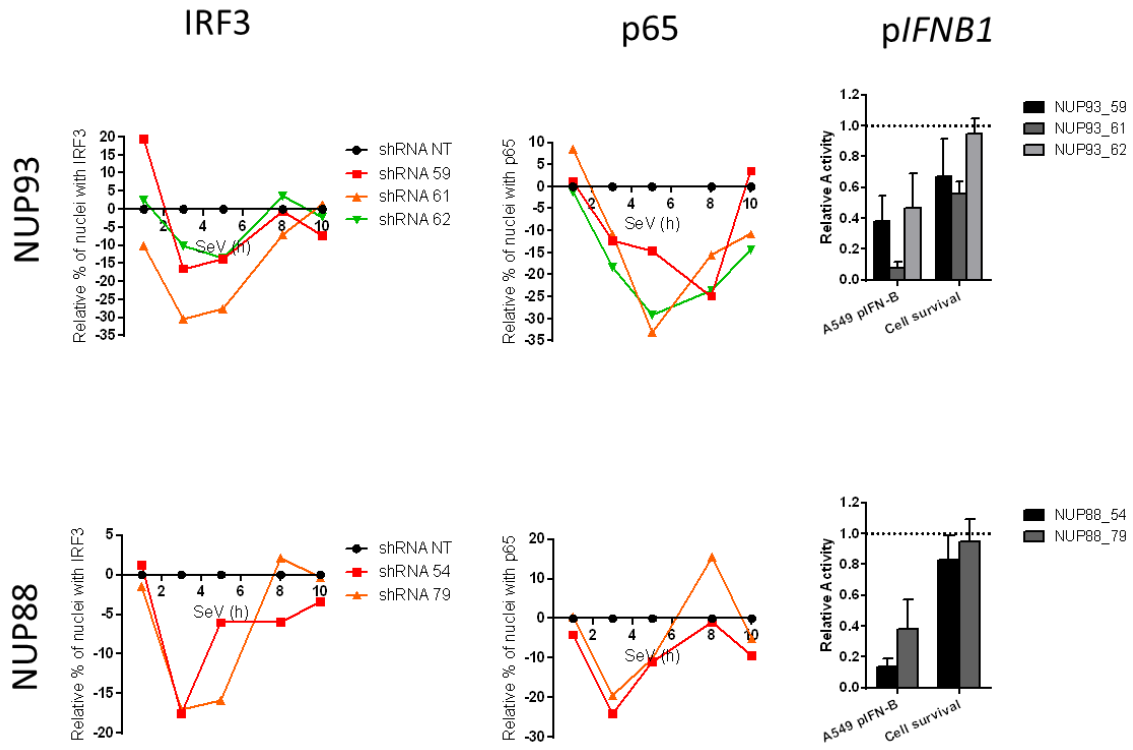 IRF3
p65
pIFNB1
NUP93
Relative % of nuclei with IRF3
20
15
10
5
0
-5
-10
-15
-20
-25
-30
-35
2
4
6
8
10
SeV (h)
shRNA NT
shRNA 59
shRNA 61
shRNA 62
Relative % of nuclei with p65
10
5
0
-5
-10
-15
-20
-25
-30
-35
2
4
6
8
10
SeV (h)
Relative Activity
1.2
1.0
0.8
0.6
0.4
0.2
0.0
A549 pIFN-B
Cell survival
NUP93_59
NUP93_61
NUP93_62
NUP88
Relative % of nuclei with IRF3
5
0
-5
-10
-15
-20
2
4
6
8
10
SeV (h)
shRNA NT
shRNA 54
shRNA 79
Relative % of nuclei with p65
20
10
0
-10
-20
-30
2
4
6
8
10
SeV (h)
Relative Activity
1.2
1.0
0.8
0.6
0.4
0.2
0.0
A549 pIFN-B
Cell survival
NUP88_54
NUP88_79